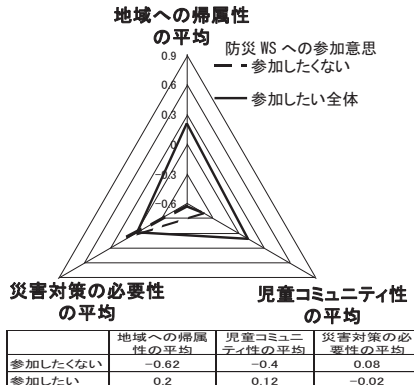 地域への帰属性
の平均
防災 WS への参加意思
参加したくない
参加したい全体
0.9
0.6
0.3
0
-0.3
-0.6
災害対策の必要性
の平均
児童コミュニティ性
の平均
地域への帰属 児童コミュニ 災害対策の必
性の平均 ティ性の平均 要性の平均
参加したくない -0.62 -0.4 0.08
参加したい 0.2 0.12 -0.02